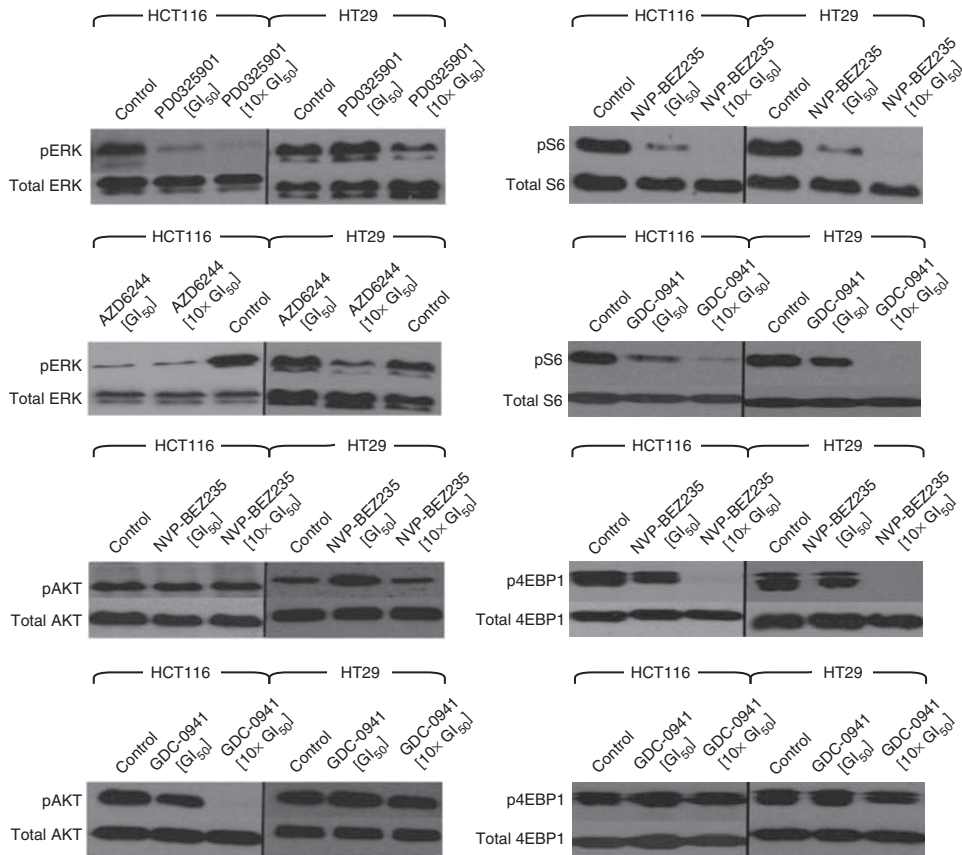 HCT116 HT29
Control PD0325901 [GI50] PD0325901 [10× GI50] Control PD0325901 [GI50] PD0325901 [10× GI50]
pERK
Total ERK
HCT116 HT29
Control NVP-BEZ235 [GI50] NVP-BEZ235 [10× GI50] Control NVP-BEZ235 [GI50] NVP-BEZ235 [10× GI50]
pS6
Total S6
HCT116 HT29
AZD6244 [GI50] AZD6244 [10× GI50] Control AZD6244 [GI50] AZD6244 [10× GI50] Control
pERK
Total ERK
HCT116 HT29
Control GDC-0941 [GI50] GDC-0941 [10× GI50] Control GDC-0941 [GI50] GDC-0941 [10× GI50]
pS6
Total S6
HCT116 HT29
Control NVP-BEZ235 [GI50] NVP-BEZ235 [10× GI50] Control NVP-BEZ235 [GI50] NVP-BEZ235 [10× GI50]
pAKT
Total AKT
HCT116 HT29
Control NVP-BEZ235 [GI50] NVP-BEZ235 [10× GI50] Control NVP-BEZ235 [GI50] NVP-BEZ235 [10× GI50]
p4EBP1
Total 4EBP1
HCT116 HT29
Control GDC-0941 [GI50] GDC-0941 [10× GI50] Control GDC-0941 [GI50] GDC-0941 [10× GI50]
pAKT
Total AKT
HCT116 HT29
Control GDC-0941 [GI50] GDC-0941 [10× GI50] Control GDC-0941 [GI50] GDC-0941 [10× GI50]
p4EBP1
Total 4EBP1